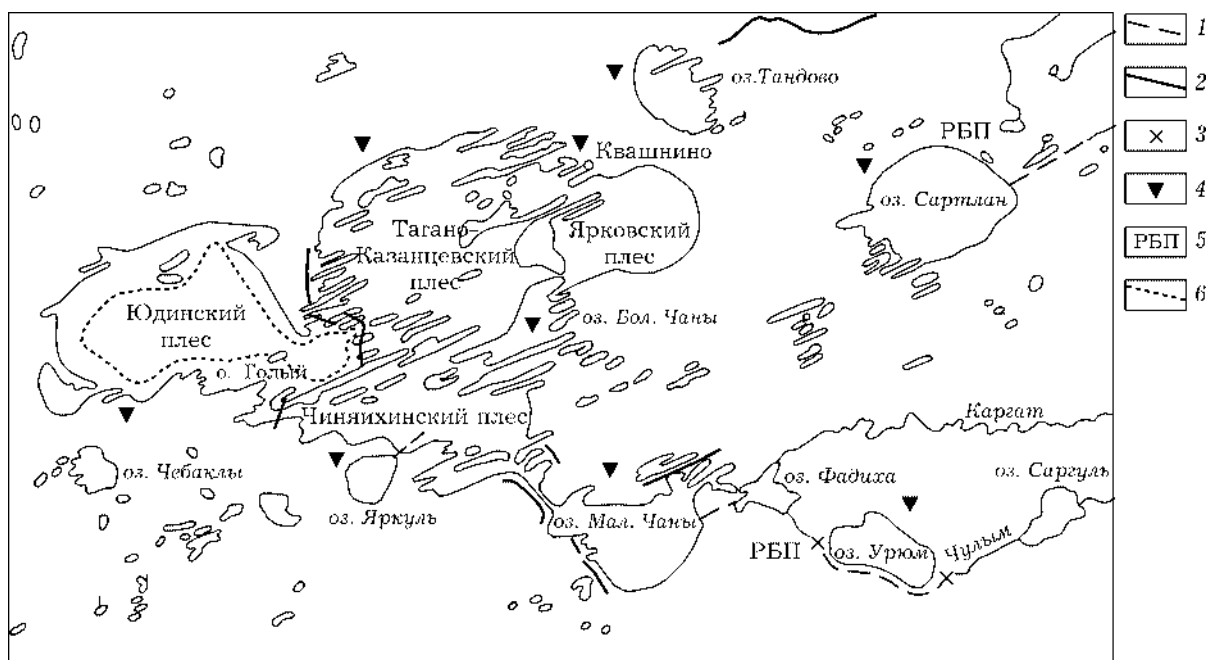 оз.Тандово
РБП
Квашнино
оз. Сартлан
Тагано-
Казанцевский
плес
Ярковский
плес
Юдинский
плес
оз. Бол. Чаны
о. Голый
Чиняихинский плес
Каргат
оз. Чебаклы
оз. Фадиха
оз. Саргуль
оз. Яркуль
оз. Мал. Чаны
РБП
оз. Урюм
Чулым
1
2
3
4
РБП 5
6